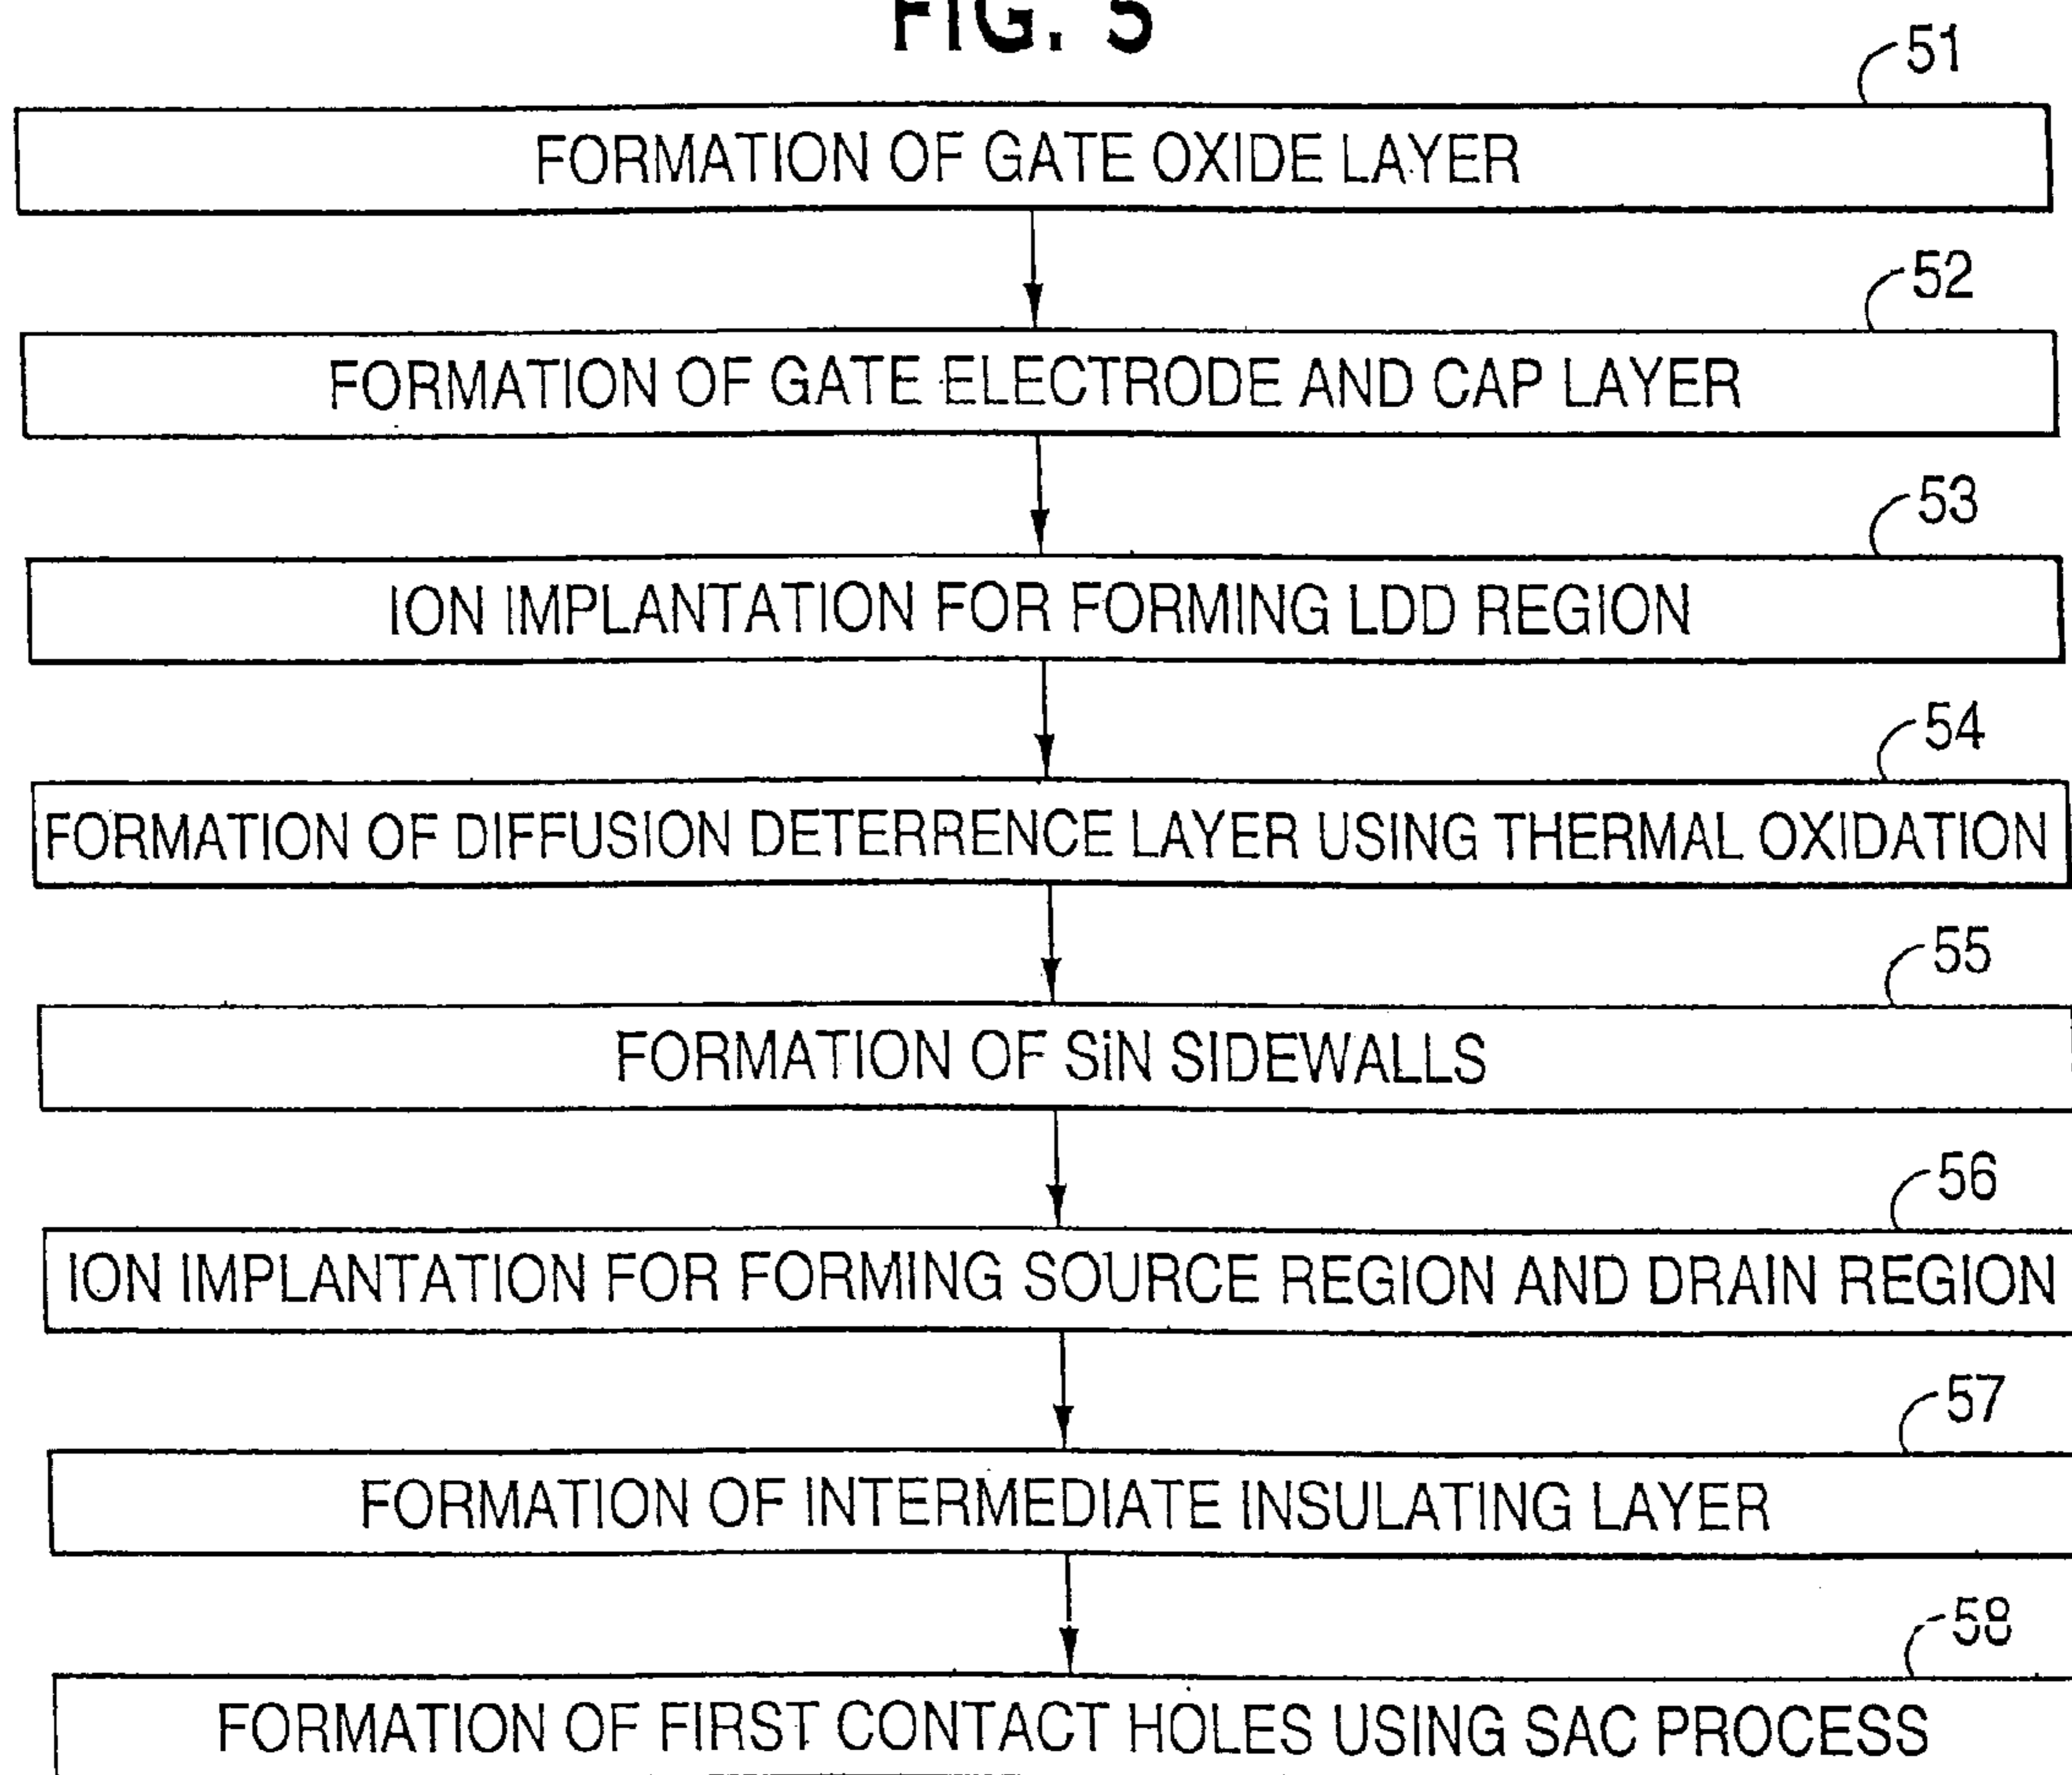 FIG. 5
51
FORMATION OF GATE OXIDE LAYER
52
FORMATION OF GATE ELECTRODE AND CAP LAYER
53
ION IMPLANTATION FOR FORMING LDD REGION
54
FORMATION OF DIFFUSION DETERRENCE LAYER USING THERMAL OXIDATION
55
FORMATION OF SiN SIDEWALLS
56
ION IMPLANTATION FOR FORMING SOURCE REGION AND DRAIN REGION
57
FORMATION OF INTERMEDIATE INSULATING LAYER
58
FORMATION OF FIRST CONTACT HOLES USING SAC PROCESS